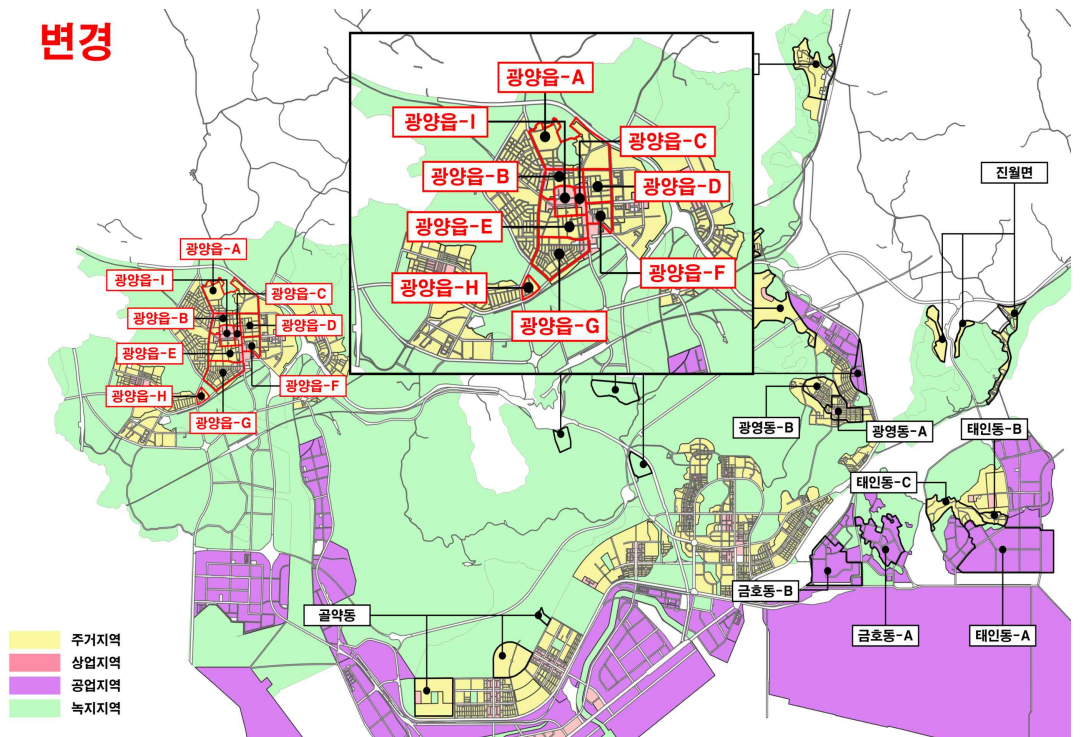 변경
광양읍-A
광양읍-I
광양읍-C
광양읍-B
광양읍-D
광양읍-E
광양읍-F
광양읍-H
광양읍-G
진월면
광양읍-A
광양읍-I
광양읍-C
광양읍-B
광양읍-D
광양읍-E
광양읍-F
광양읍-H
광양읍-G
광영동-B
광영동-A
태인동-B
태인동-C
금호동-B
골약동
금호동-A
태인동-A
주거지역
상업지역
공업지역
녹지지역